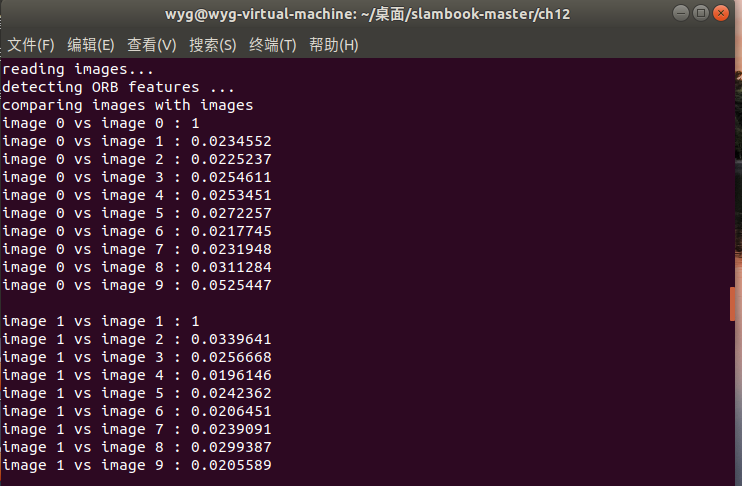 wyg@wyg-virtual-machine: ~/桌面/slambook-master/ch12
文件(F) 编辑(E) 查看(V) 搜索(S) 终端(T) 帮助(H)
reading images...
detecting ORB features ...
comparing images with images
image 0 vs image 0 : 1
image 0 vs image 1 : 0.0234552
image 0 vs image 2 : 0.0225237
image 0 vs image 3 : 0.0254611
image 0 vs image 4 : 0.0253451
image 0 vs image 5 : 0.0272257
image 0 vs image 6 : 0.0217745
image 0 vs image 7 : 0.0231948
image 0 vs image 8 : 0.0311284
image 0 vs image 9 : 0.0525447
image 1 vs image 1 : 1
image 1 vs image 2 : 0.0339641
image 1 vs image 3 : 0.0256668
image 1 vs image 4 : 0.0196146
image 1 vs image 5 : 0.0242362
image 1 vs image 6 : 0.0206451
image 1 vs image 7 : 0.0239091
image 1 vs image 8 : 0.0299387
image 1 vs image 9 : 0.0205589